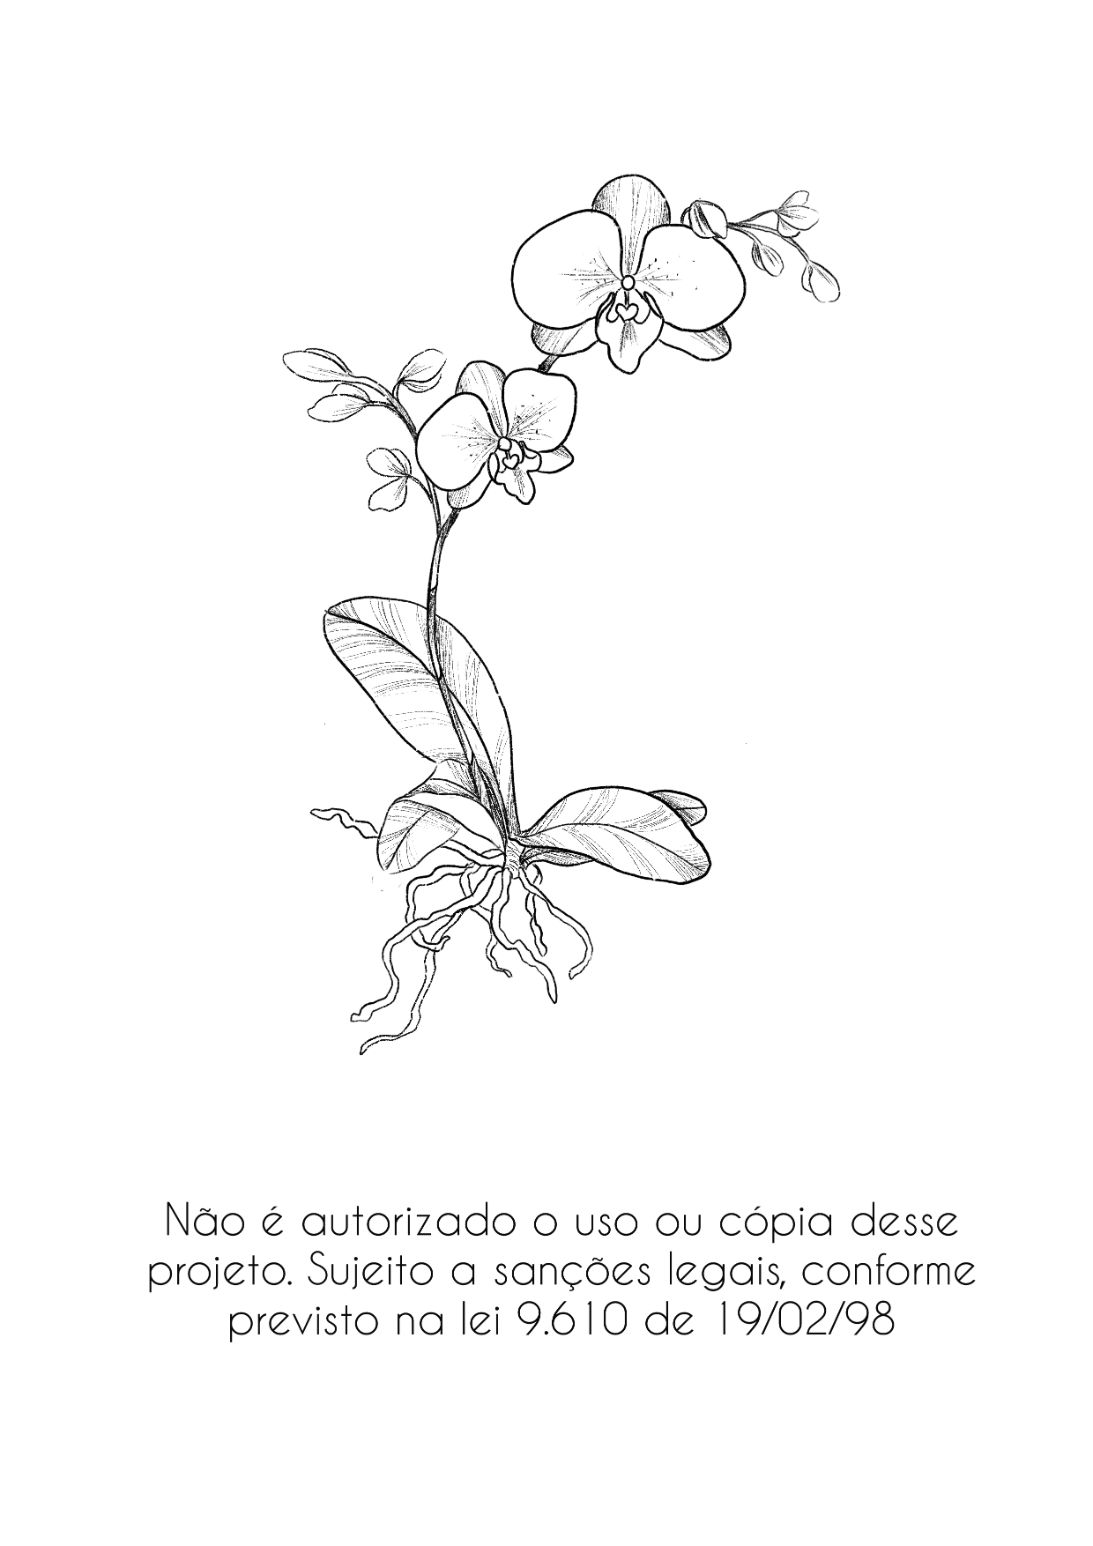 Não é autorizado o uso ou cópia desse
projeto. Sujeito a sanções legais, conforme
previsto na lei 9.610 de 19/02/98